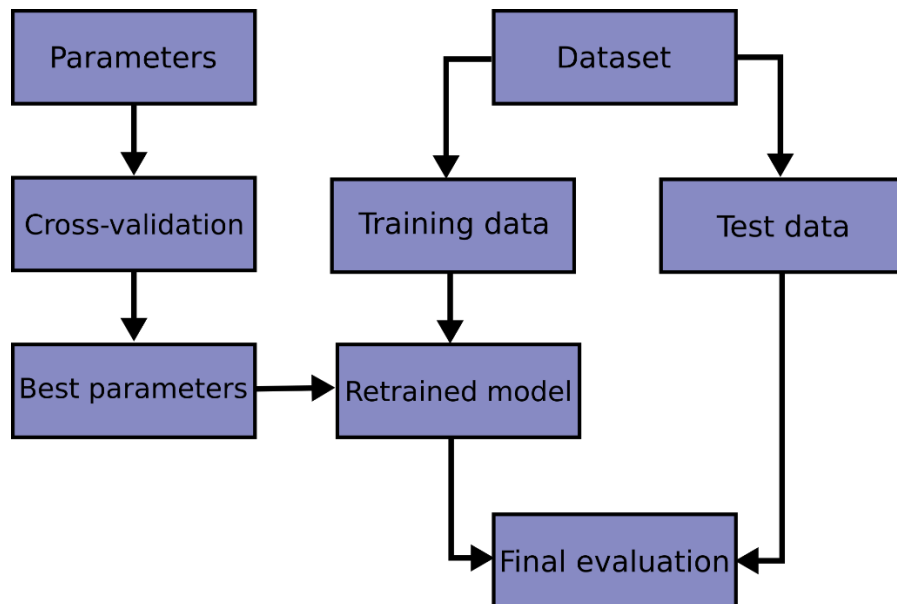 Parameters
Dataset
Cross-validation
Training data
Test data
Best parameters
Retrained model
Final evaluation